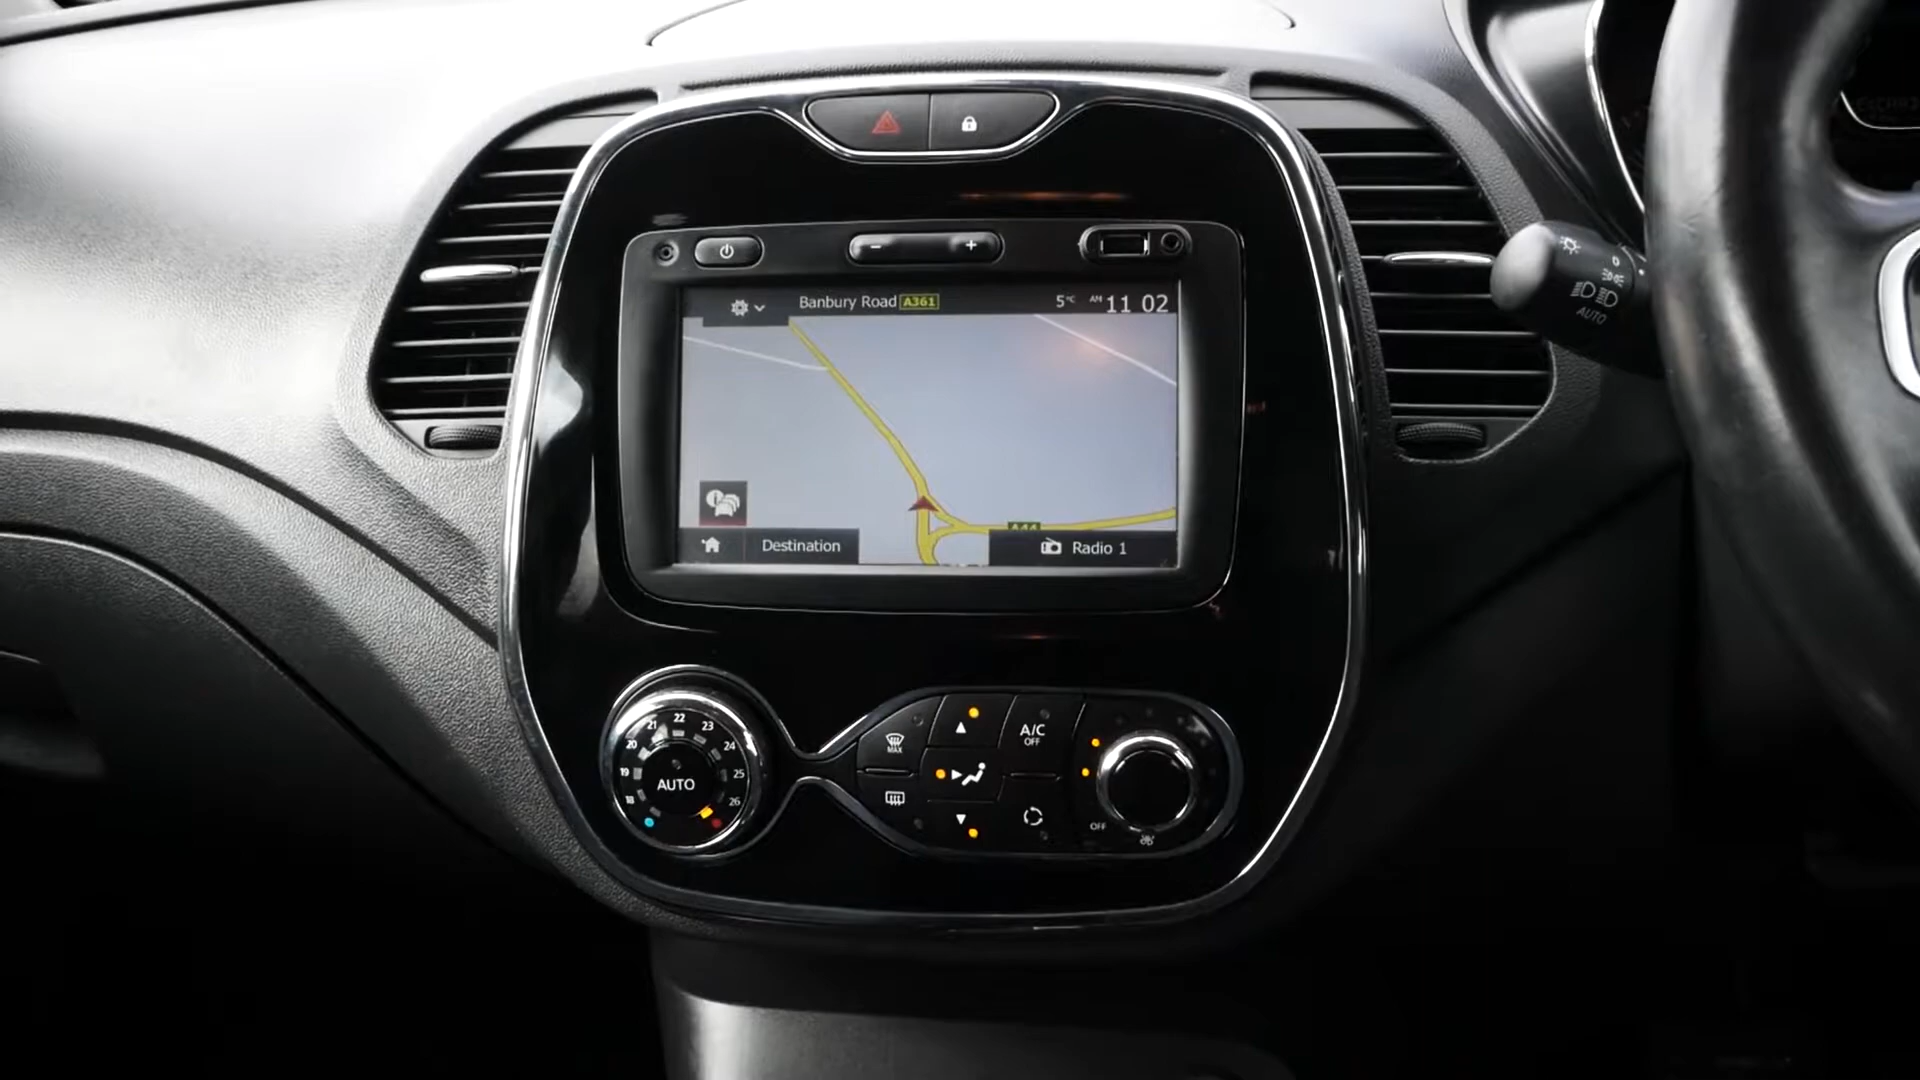 Banbury Road A361
5°C AM 11 02
A44
Destination
Radio 1
AUTO
18
19
20
21
22
23
24
25
26
AUTO
MAX
A/C
OFF
OFF